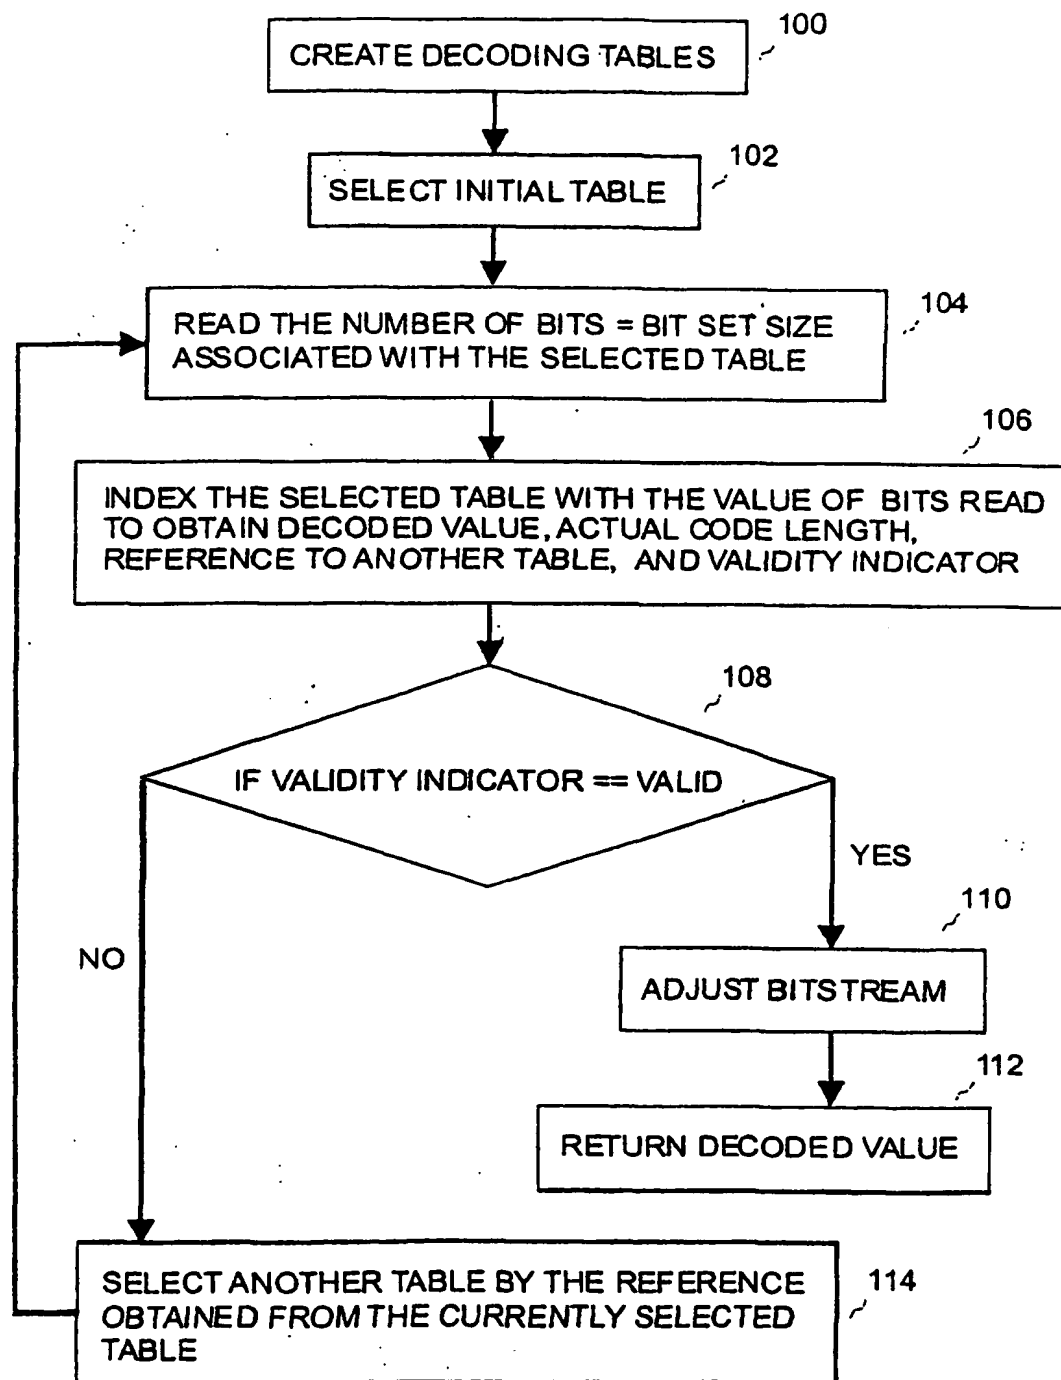 100
CREATE DECODING TABLES
102
SELECT INITIAL TABLE
104
READ THE NUMBER OF BITS = BIT SET SIZE
ASSOCIATED WITH THE SELECTED TABLE
106
INDEX THE SELECTED TABLE WITH THE VALUE OF BITS READ
TO OBTAIN DECODED VALUE, ACTUAL CODE LENGTH,
REFERENCE TO ANOTHER TABLE, AND VALIDITY INDICATOR
108
IF VALIDITY INDICATOR == VALID
YES
NO
110
ADJUST BITSTREAM
112
RETURN DECODED VALUE
114
SELECT ANOTHER TABLE BY THE REFERENCE
OBTAINED FROM THE CURRENTLY SELECTED
TABLE